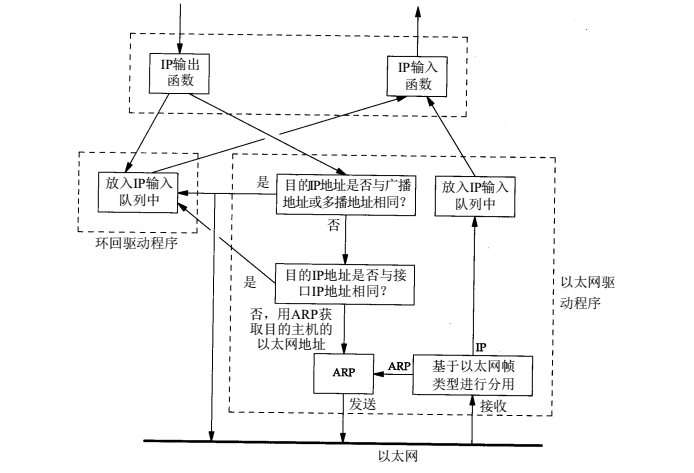 IP输出
函数
IP输入
函数
放入IP输入
队列中
环回驱动程序
是
目的IP地址是否与广播
地址或多播地址相同？
放入IP输入
队列中
否
目的IP地址是否与接
口IP地址相同？
是
以太网驱
动程序
否，用ARP获
取目的主机的
以太网地址
IP
ARP
ARP
基于以太网帧
类型进行分用
发送
接收
以太网